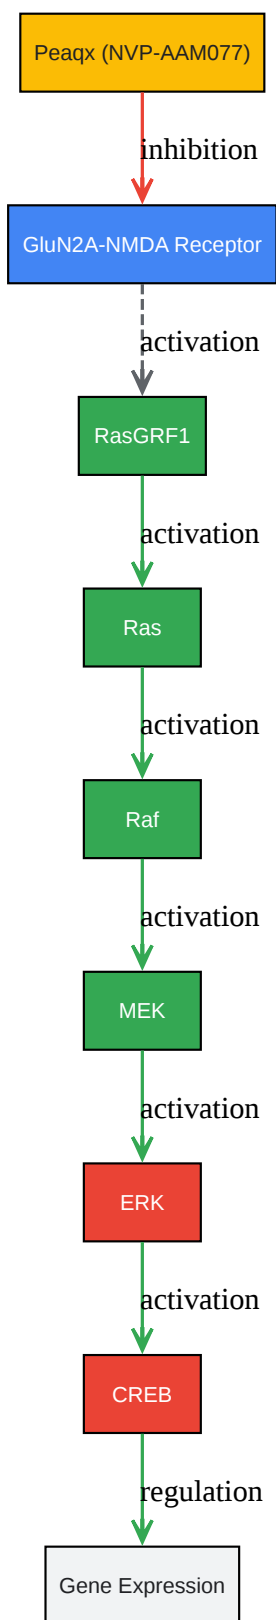 Peaqx (NVP-AAM077)
inhibition
GluN2A-NMDA Receptor
activation
RasGRF1
activation
Ras
activation
Raf
activation
MEK
activation
ERK
activation
CREB
regulation
Gene Expression